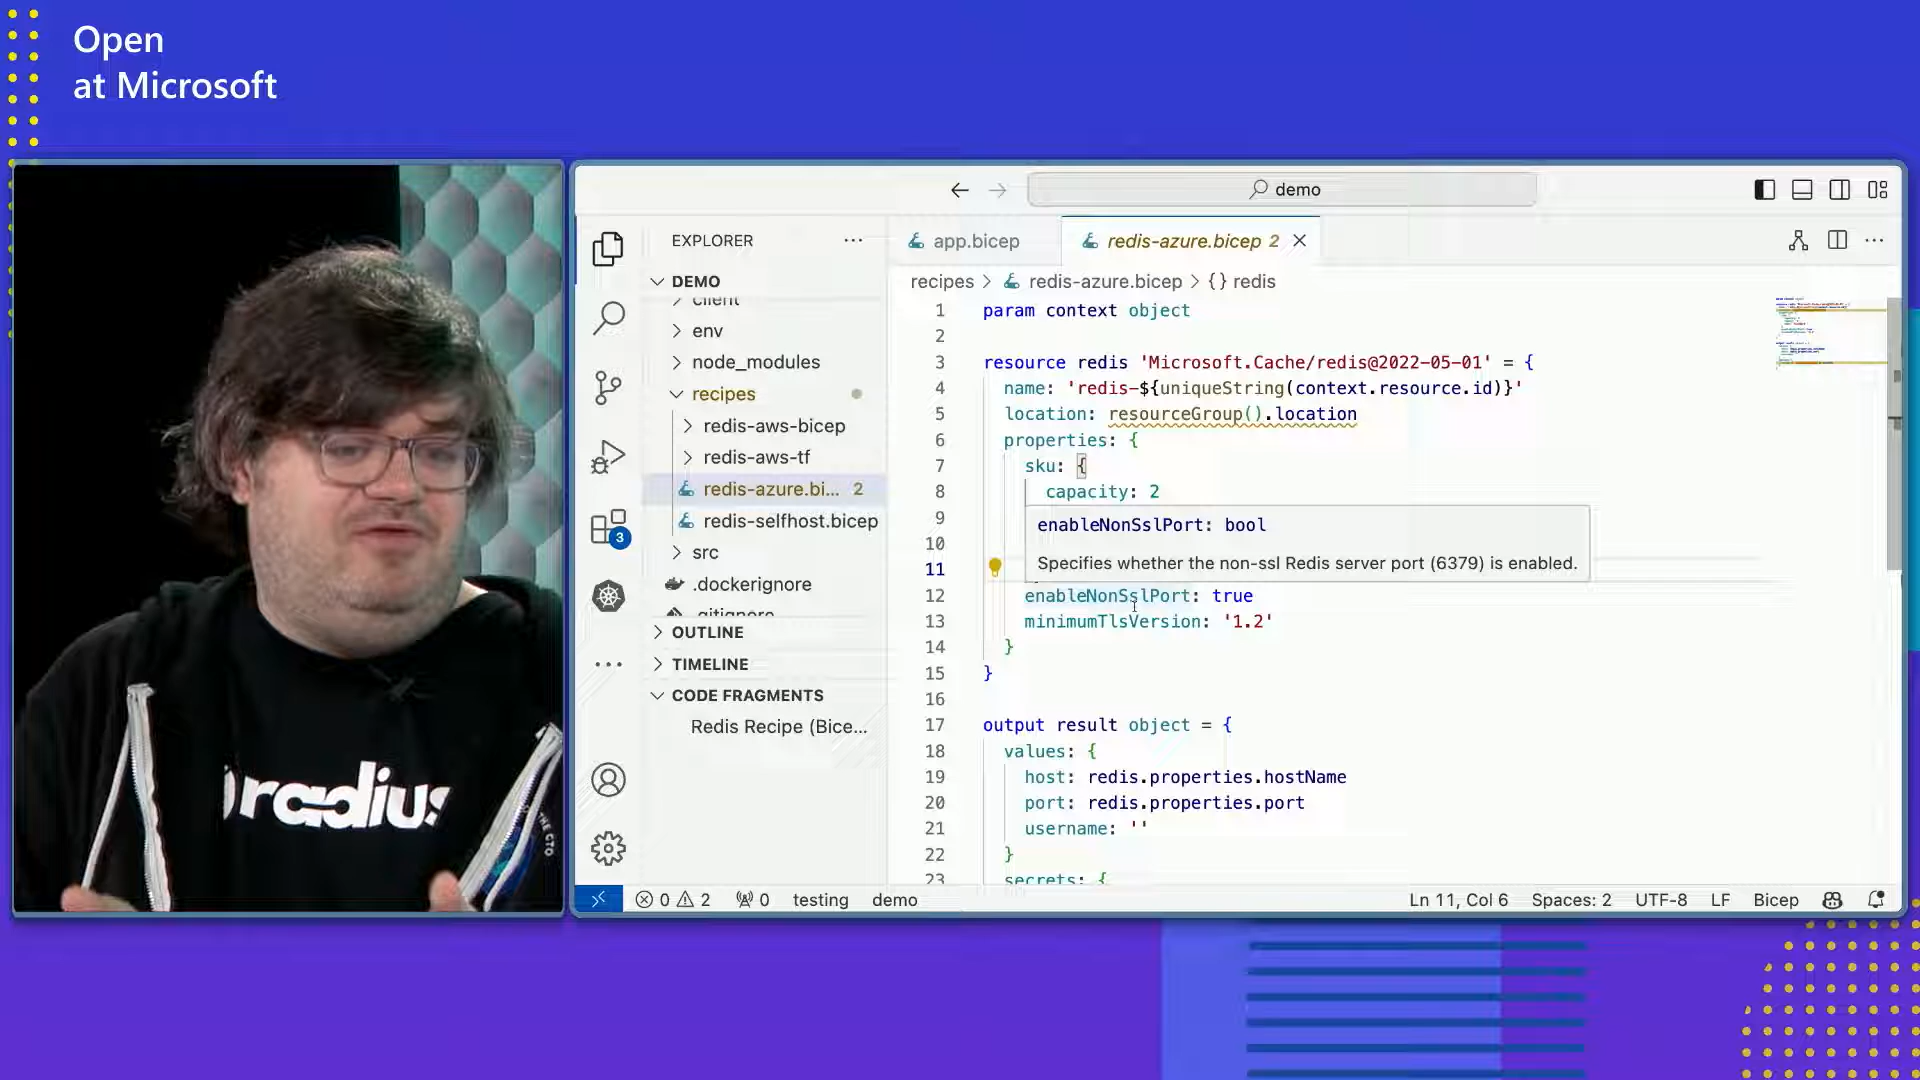 Open
at Microsoft
demo
EXPLORER
DEMO
client
env
node_modules
recipes
redis-aws-bicep
redis-aws-tf
redis-azure.bi... 2
redis-selfhost.bicep
src
.dockerignore
.gitignore
OUTLINE
TIMELINE
CODE FRAGMENTS
Redis Recipe (Bice...
3
app.bicep
redis-azure.bicep 2
recipes > redis-azure.bicep > {} redis
1 param context object
2
3 resource redis 'Microsoft.Cache/redis@2022-05-01' = {
4 name: 'redis-${uniqueString(context.resource.id)}'
5 location: resourceGroup().location
6 properties: {
7 sku: {
8 capacity: 2
9
10
11
enableNonSslPort: bool
Specifies whether the non-ssl Redis server port (6379) is enabled.
12 enableNonSslPort: true
13 minimumTlsVersion: '1.2'
14 }
15 }
16
17 output result object = {
18 values: {
19 host: redis.properties.hostName
20 port: redis.properties.port
21 username: ''
22 }
23 secrets: {
0 2 0 testing demo
Ln 11, Col 6 Spaces: 2 UTF-8 LF Bicep
radius
THE CTO